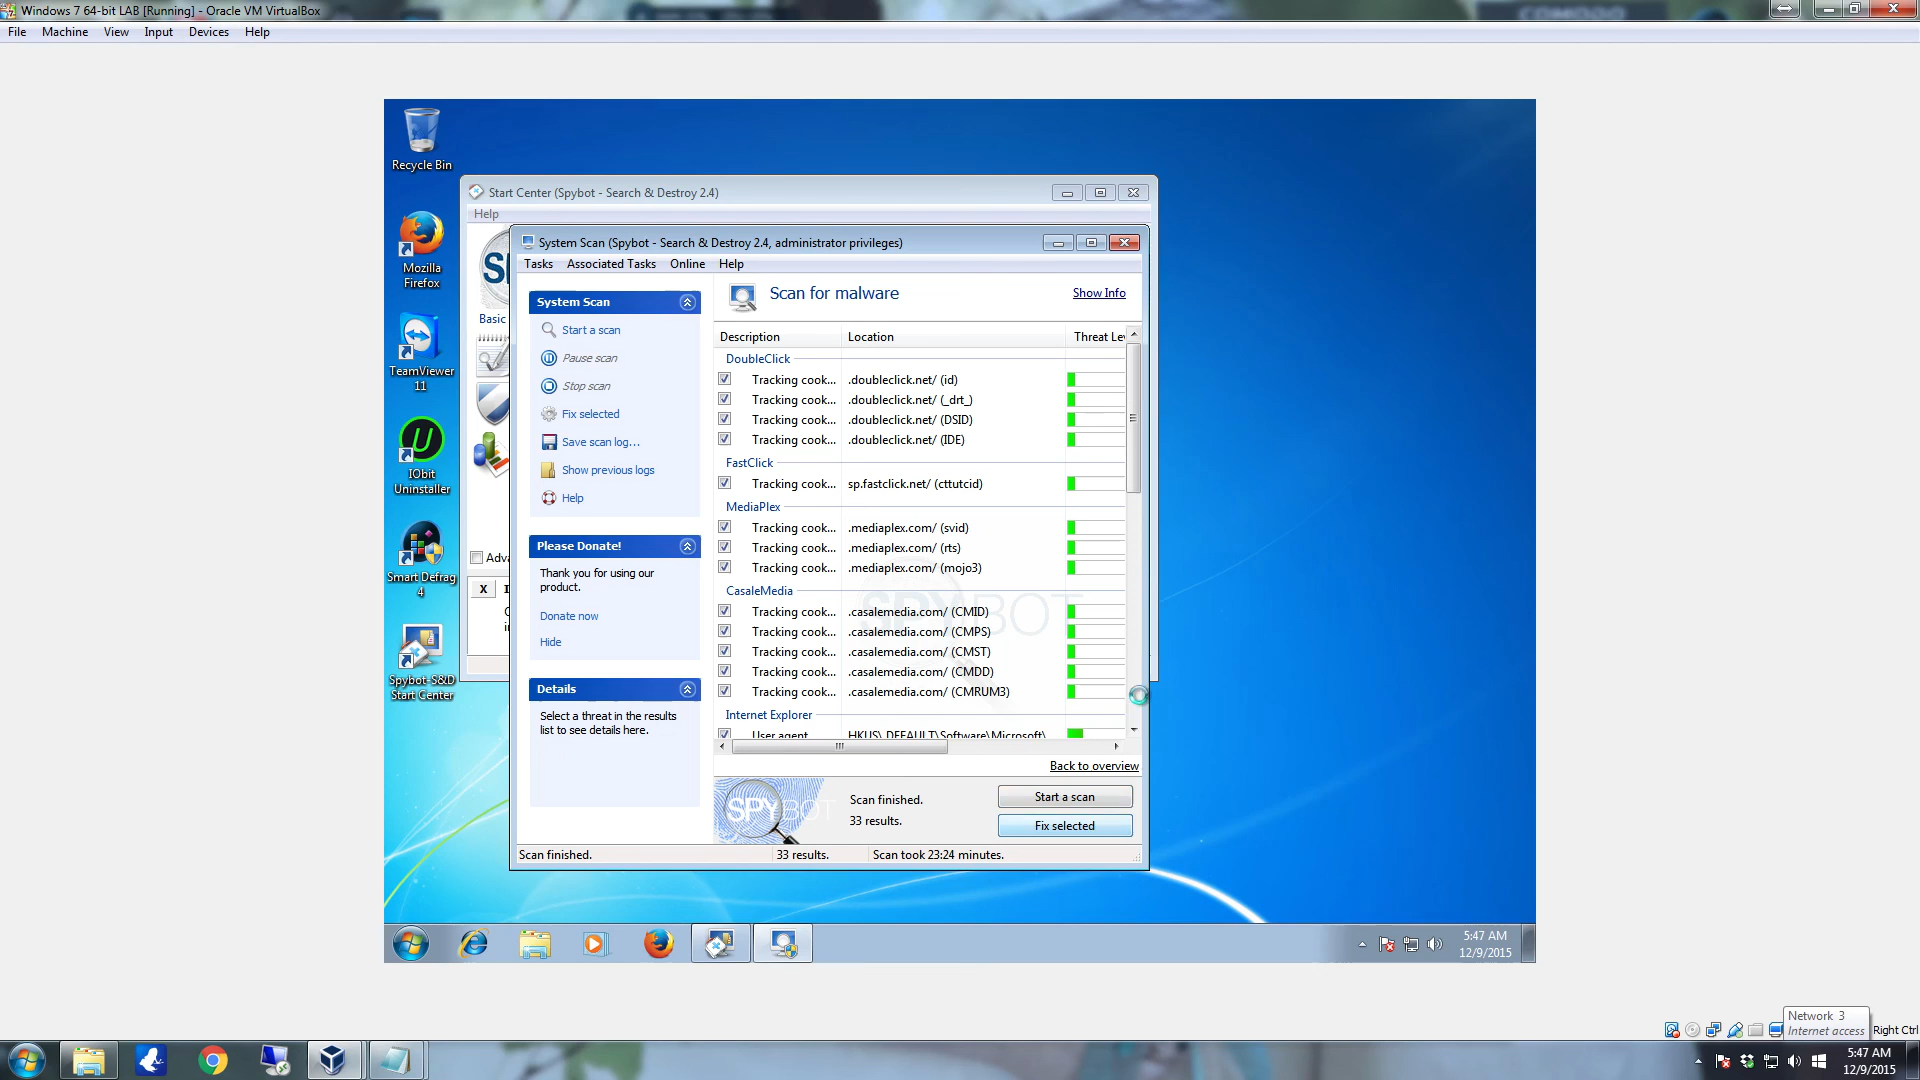 Windows 7 64-bit LAB [Running] - Oracle VM VirtualBox
File Machine View Input Devices Help
Recycle Bin
Mozilla
Firefox
TeamViewer
11
IObit
Uninstaller
Smart Defrag
4
Spybot-S&D
Start Center
Start Center (Spybot - Search & Destroy 2.4)
Help
Basic
X
System Scan (Spybot - Search & Destroy 2.4, administrator privileges)
Tasks Associated Tasks Online Help
System Scan
Start a scan
Pause scan
Stop scan
Fix selected
Save scan log...
Show previous logs
Help
Please Donate!
Thank you for using our
product.
Donate now
Hide
Details
Select a threat in the results
list to see details here.
Scan for malware
Show Info
Description Location Threat Lev
DoubleClick
Tracking cook... .doubleclick.net/ (id)
Tracking cook... .doubleclick.net/ (_drt_)
Tracking cook... .doubleclick.net/ (DSID)
Tracking cook... .doubleclick.net/ (IDE)
FastClick
Tracking cook... sp.fastclick.net/ (cttutcid)
MediaPlex
Tracking cook... .mediaplex.com/ (svid)
Tracking cook... .mediaplex.com/ (rts)
Tracking cook... .mediaplex.com/ (mojo3)
CasaleMedia
Tracking cook... .casalemedia.com/ (CMID)
Tracking cook... .casalemedia.com/ (CMPS)
Tracking cook... .casalemedia.com/ (CMST)
Tracking cook... .casalemedia.com/ (CMDD)
Tracking cook... .casalemedia.com/ (CMRUM3)
Internet Explorer
User agent HKUS\.DEFAULT\Software\Microsoft\
SPYBOT
Back to overview
SPYBOT
Scan finished.
33 results.
Start a scan
Fix selected
Scan finished. 33 results. Scan took 23:24 minutes.
5:47 AM
12/9/2015
Network 3
Internet access
Right Ctrl
5:47 AM
12/9/2015